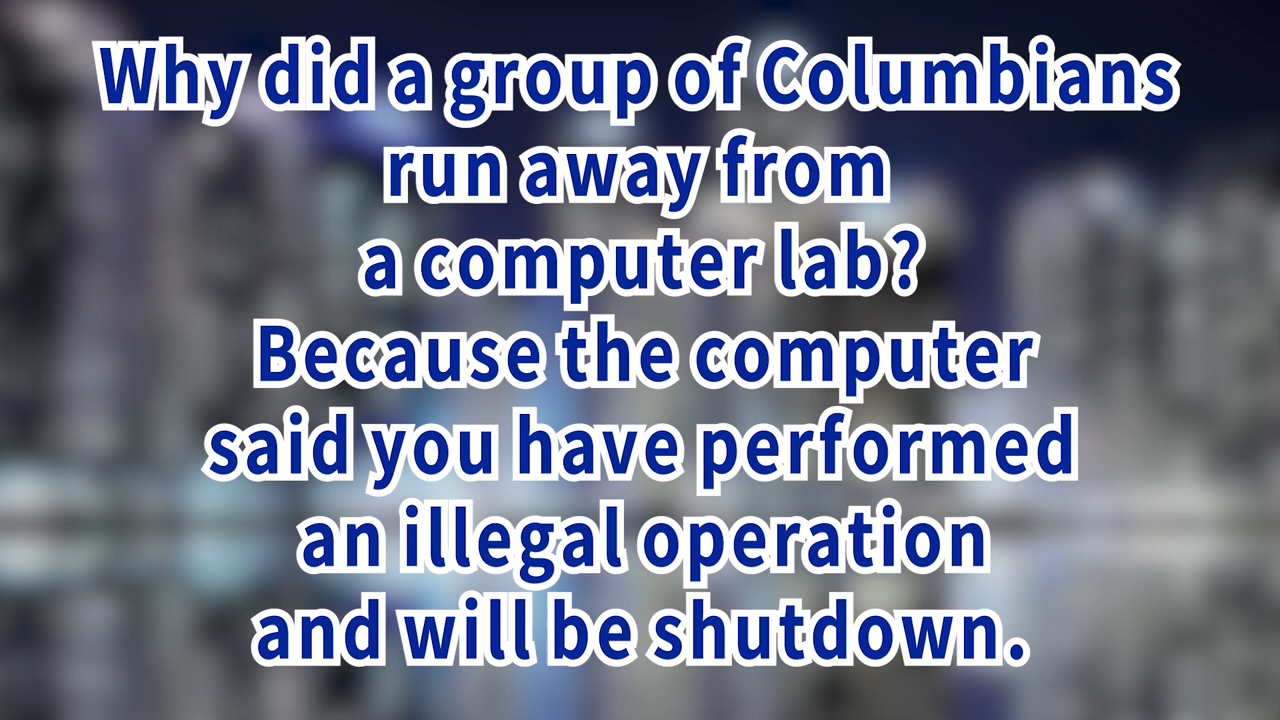 Why did a group of Columbians
run away from
a computer lab?
Because the computer
said you have performed
an illegal operation
and will be shutdown.